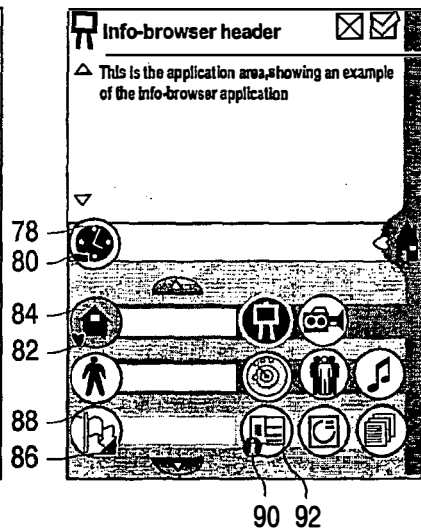 Info-browser header
This is the application area,showing an example
of the info-browser application
78
80
84
82
88
86
90 92